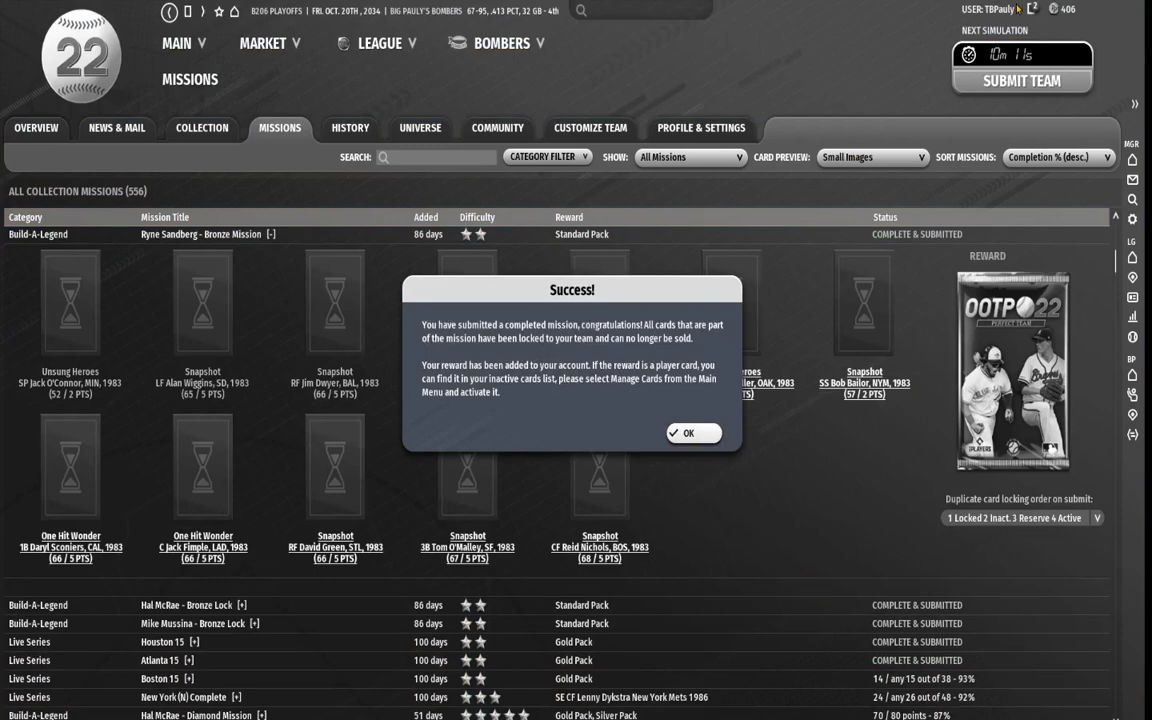 B206 PLAYOFFS | FRI. OCT. 20TH, 2034 | BIG PAULY'S BOMBERS 67-95, .413 PCT, 32 GB - 4th
USER: TBPauly
2
406
22
MAIN
MARKET
LEAGUE
BOMBERS
NEXT SIMULATION
10m 11s
SUBMIT TEAM
MISSIONS
OVERVIEW
NEWS & MAIL
COLLECTION
MISSIONS
HISTORY
UNIVERSE
COMMUNITY
CUSTOMIZE TEAM
PROFILE & SETTINGS
SEARCH:
CATEGORY FILTER
SHOW:
All Missions
CARD PREVIEW:
Small Images
SORT MISSIONS:
Completion % (desc.)
MGR
LG
BP
ALL COLLECTION MISSIONS (556)
Category Mission Title Added Difficulty Reward Status
Build-A-Legend Ryne Sandberg - Bronze Mission [-] 86 days Standard Pack COMPLETE & SUBMITTED
REWARD
OOTP 22
PERFECT TEAM
Success!
You have submitted a completed mission, congratulations! All cards that are part
of the mission have been locked to your team and can no longer be sold.
Your reward has been added to your account. If the reward is a player card, you
can find it in your inactive cards list, please select Manage Cards from the Main
Menu and activate it.
OK
Unsung Heroes
SP Jack O'Connor, MIN, 1983
(52 / 2 PTS)
Snapshot
LF Alan Wiggins, SD, 1983
(65 / 5 PTS)
Snapshot
RF Jim Dwyer, BAL, 1983
(66 / 5 PTS)
OAK, 1983
Snapshot
SS Bob Bailor, NYM, 1983
(57 / 2 PTS)
Duplicate card locking order on submit:
1 Locked 2 Inact. 3 Reserve 4 Active
One Hit Wonder
1B Daryl Sconiers, CAL, 1983
(66 / 5 PTS)
One Hit Wonder
C Jack Fimple, LAD, 1983
(66 / 5 PTS)
Snapshot
RF David Green, STL, 1983
(66 / 5 PTS)
Snapshot
3B Tom O'Malley, SF, 1983
(67 / 5 PTS)
Snapshot
CF Reid Nichols, BOS, 1983
(68 / 5 PTS)
Build-A-Legend Hal McRae - Bronze Lock [+] 86 days Standard Pack COMPLETE & SUBMITTED
Build-A-Legend Mike Mussina - Bronze Lock [+] 86 days Standard Pack COMPLETE & SUBMITTED
Live Series Houston 15 [+] 100 days Gold Pack COMPLETE & SUBMITTED
Live Series Atlanta 15 [+] 100 days Gold Pack COMPLETE & SUBMITTED
Live Series Boston 15 [+] 100 days Gold Pack 14 / any 15 out of 38 - 93%
Live Series New York (N) Complete [+] 100 days SE CF Lenny Dykstra New York Mets 1986 24 / any 26 out of 48 - 92%
Build-A-Legend Hal McRae - Diamond Mission [+] 51 days Gold Pack, Silver Pack 70 / 80 points - 87%